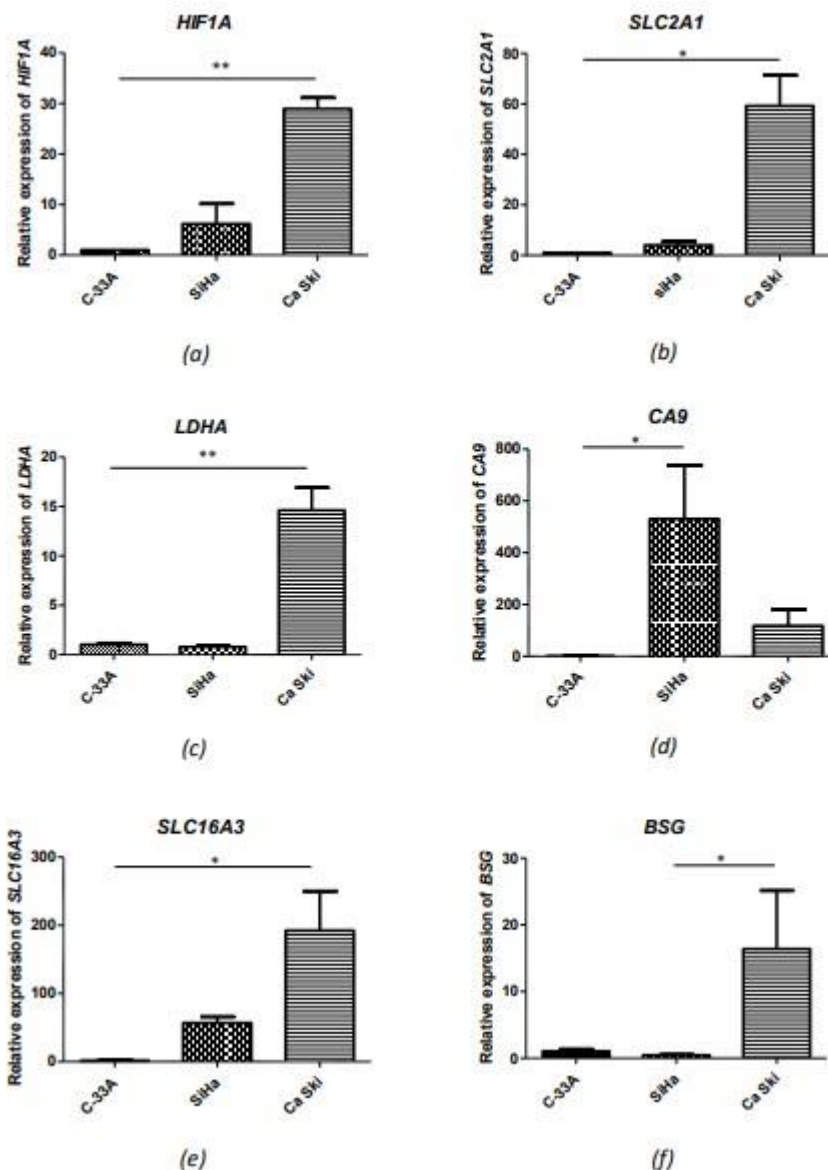 HIF1A
Relative expression of HIF1A
40
30
20
10
0
**
C-33A
SiHa
Ca Ski
(a)
SLC2A1
Relative expression of SLC2A1
80
60
40
20
0
*
C-33A
siHa
Ca Ski
(b)
LDHA
Relative expression of LDHA
20
15
10
5
0
**
C-33A
SiHa
Ca Ski
(c)
CA9
Relative expression of CA9
800
600
400
200
0
*
C-33A
SiHa
Ca Ski
(d)
SLC16A3
Relative expression of SLC16A3
300
200
100
0
*
C-33A
SiHa
Ca Ski
(e)
BSG
Relative expression of BSG
30
20
10
0
*
C-33A
SiHa
Ca Ski
(f)